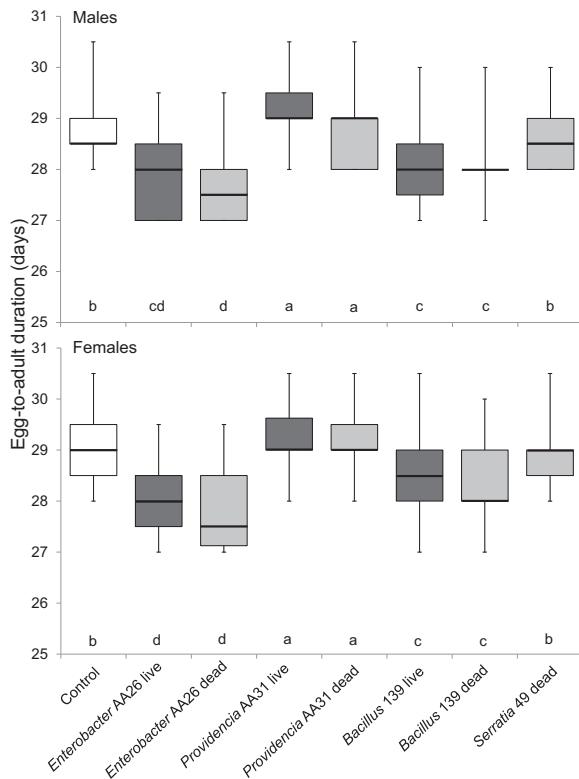 Egg-to-adult duration (days)
Males
31
30
29
28
27
26
25
b cd d a a c c b
Females
31
30
29
28
27
26
25
b d d a a c c b
Control
Enterobacter AA26 live
Enterobacter AA26 dead
Providencia AA31 live
Providencia AA31 dead
Bacillus 139 live
Bacillus 139 dead
Serratia 49 dead